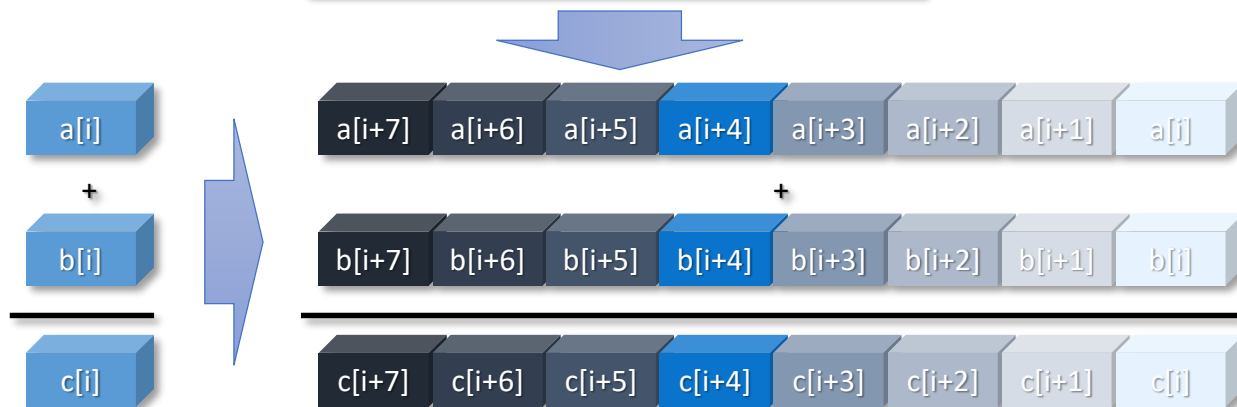 a[i] a[i+7] a[i+6] a[i+5] a[i+4] a[i+3] a[i+2] a[i+1] a[i]
+ +
b[i] b[i+7] b[i+6] b[i+5] b[i+4] b[i+3] b[i+2] b[i+1] b[i]
c[i] c[i+7] c[i+6] c[i+5] c[i+4] c[i+3] c[i+2] c[i+1] c[i]